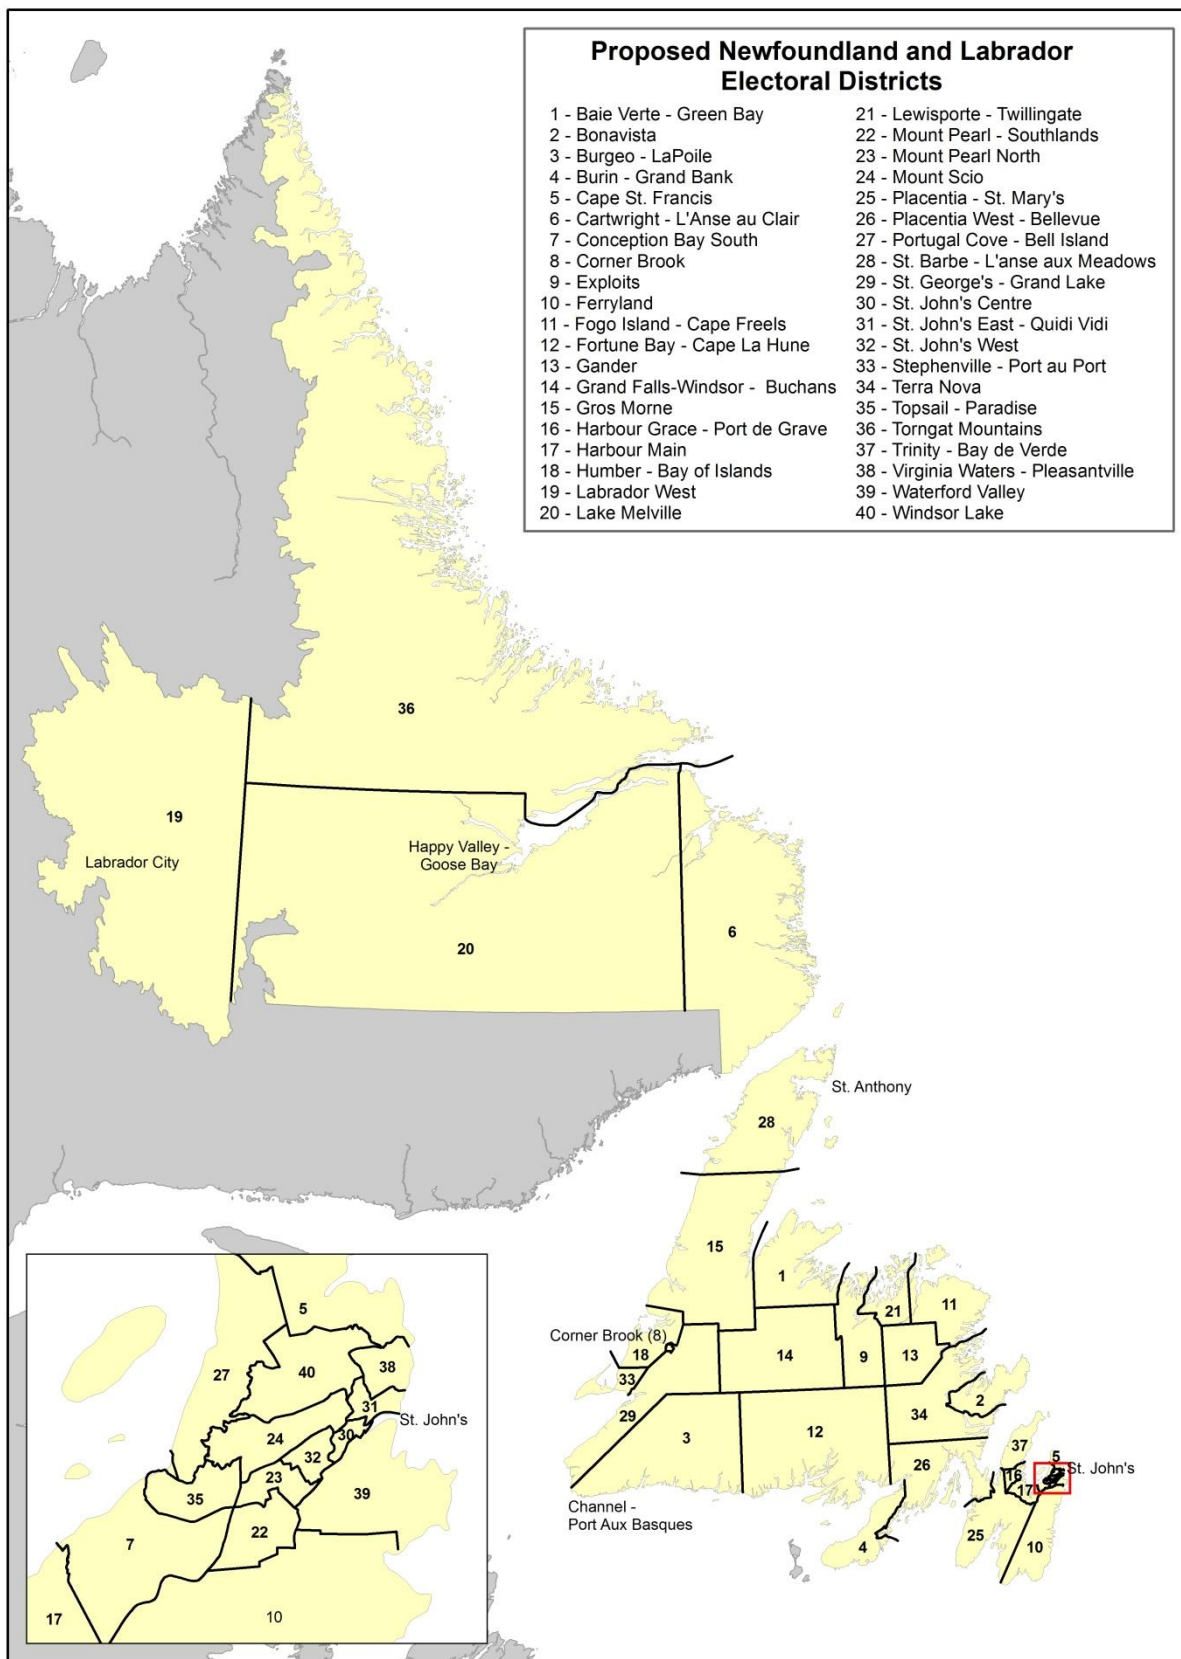 Proposed Newfoundland and Labrador
Electoral Districts
1 - Baie Verte - Green Bay
2 - Bonavista
3 - Burgeo - LaPoile
4 - Burin - Grand Bank
5 - Cape St. Francis
6 - Cartwright - L'Anse au Clair
7 - Conception Bay South
8 - Corner Brook
9 - Exploits
10 - Ferryland
11 - Fogo Island - Cape Freels
12 - Fortune Bay - Cape La Hune
13 - Gander
14 - Grand Falls-Windsor - Buchans
15 - Gros Morne
16 - Harbour Grace - Port de Grave
17 - Harbour Main
18 - Humber - Bay of Islands
19 - Labrador West
20 - Lake Melville
21 - Lewisporte - Twillingate
22 - Mount Pearl - Southlands
23 - Mount Pearl North
24 - Mount Scio
25 - Placentia - St. Mary's
26 - Placentia West - Bellevue
27 - Portugal Cove - Bell Island
28 - St. Barbe - L'anse aux Meadows
29 - St. George's - Grand Lake
30 - St. John's Centre
31 - St. John's East - Quidi Vidi
32 - St. John's West
33 - Stephenville - Port au Port
34 - Terra Nova
35 - Topsail - Paradise
36 - Torngat Mountains
37 - Trinity - Bay de Verde
38 - Virginia Waters - Pleasantville
39 - Waterford Valley
40 - Windsor Lake
36
19
Labrador City
Happy Valley -
Goose Bay
20
6
St. Anthony
28
15
1
21
11
Corner Brook (8)
18
14
9
13
33
29
3
12
34
2
37
5
St. John's
26
16
17
Channel -
Port Aux Basques
4
25
10
5
27
40
38
31
St. John's
24
30
32
23
35
39
22
7
17
10